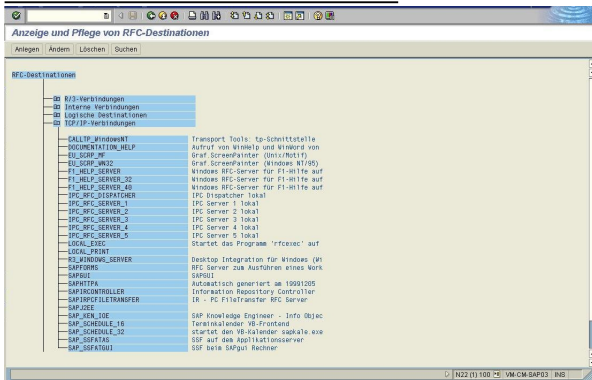 Anzeige und Pflege von RFC-Destinationen
Anlegen Ändern Löschen Suchen
RFC-Destinationen
R/3-Verbindungen
Interne Verbindungen
Logische Destinationen
TCP/IP-Verbindungen
CALLTP_WindowsNT Transport Tools: tp-Schnittstelle
DOCUMENTATION_HELP Aufruf von WinHelp und WinWord von
EU_SCRP_MF Graf.ScreenPainter (Unix/Motif)
EU_SCRP_WN32 Graf.ScreenPainter (Windows NT/95)
F1_HELP_SERVER Windows RFC-Server für F1-Hilfe auf
F1_HELP_SERVER_32 Windows RFC-Server für F1-Hilfe auf
F1_HELP_SERVER_40 Windows RFC-Server für F1-Hilfe auf
IPC_RFC_DISPATCHER IPC Dispatcher lokal
IPC_RFC_SERVER_1 IPC Server 1 lokal
IPC_RFC_SERVER_2 IPC Server 2 lokal
IPC_RFC_SERVER_3 IPC Server 3 lokal
IPC_RFC_SERVER_4 IPC Server 4 lokal
IPC_RFC_SERVER_5 IPC Server 5 lokal
LOCAL_EXEC Startet das Programm 'rfcexec' auf
LOCAL_PRINT
R3_WINDOWS_SERVER Desktop Integration für Windows (Wi
SAPFORMS RFC Server zum Ausführen eines Work
SAPGUI SAPGUI
SAPHTTPA Automatisch generiert am 19991205
SAPIRCONTROLLER Information Repository Controller
SAPIRPCFILETRANSFER IR - PC FileTransfer RFC Server
SAPJ2EE
SAP_KEN_IOE SAP Knowledge Engineer - Info Objec
SAP_SCHEDULE_16 Terminkalender VB-Frontend
SAP_SCHEDULE_32 startet den VB-Kalender sapkale.exe
SAP_SSFATAS SSF auf dem Applikationsserver
SAP_SSFATGUI SSF beim SAPgui Rechner
N22 (1) 100 VM-CM-SAP03 INS